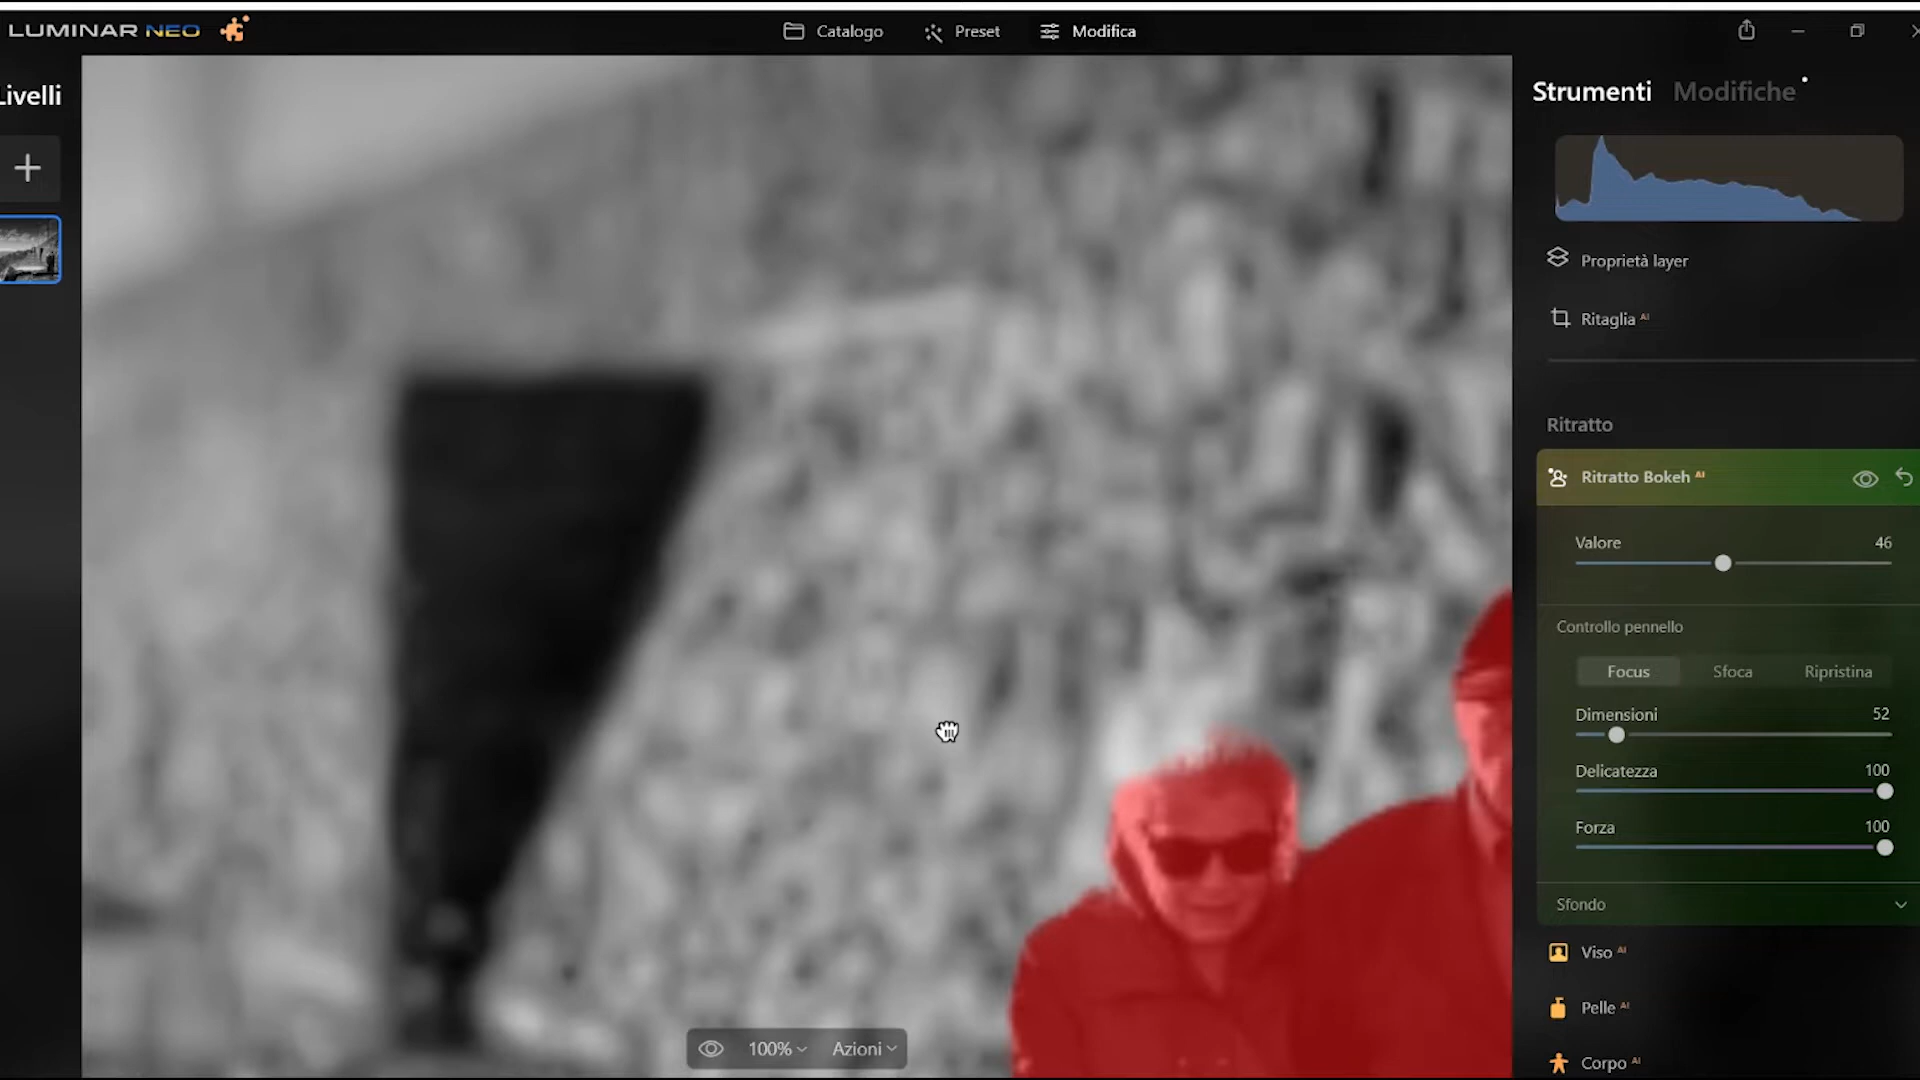 LUMINAR NEO
Catalogo
Preset
Modifica
Livelli
Strumenti
Modifiche
Proprietà layer
Ritaglia AI
Ritratto
Ritratto Bokeh AI
Valore 46
Controllo pennello
Focus
Sfoca
Ripristina
Dimensioni 52
Delicatezza 100
Forza 100
Sfondo
Viso AI
Pelle AI
Corpo AI
100%
Azioni